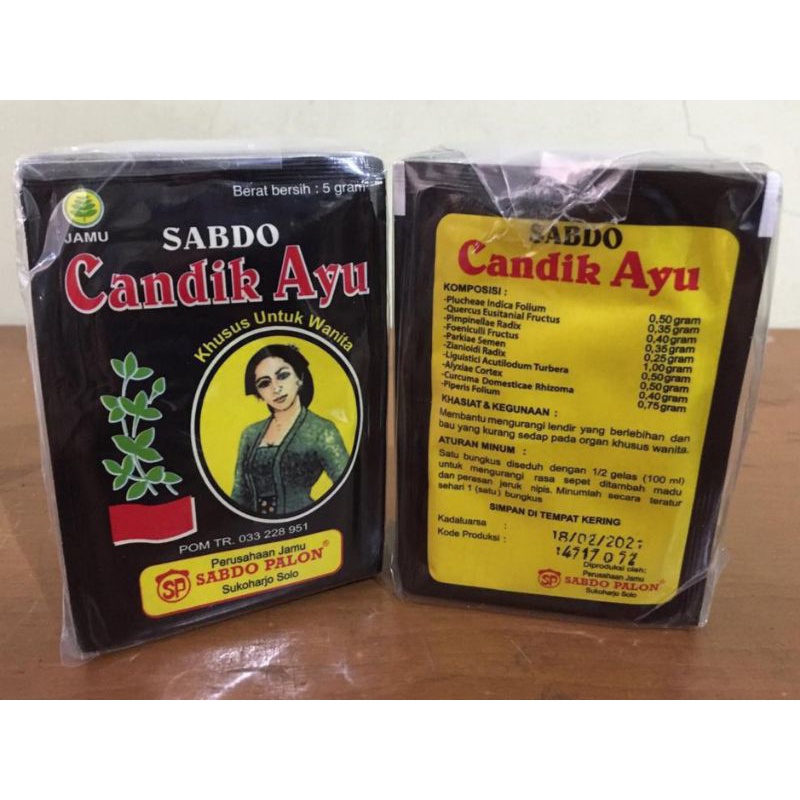 Berat bersih : 5 gram
JAMU
SABDO
Candik Ayu
Khusus Untuk Wanita
POM TR. 033 228 951
Perusahaan Jamu
SP SABDO PALON®
Sukoharjo Solo
SABDO
Candik Ayu
KOMPOSISI :
-Plucheae Indica Folium 0,50 gram
-Quercus Eusitanial Fructus 0,35 gram
-Pimpinellae Radix 0,40 gram
-Foeniculli Fructus 0,35 gram
-Parkiae Semen 0,25 gram
-Zianioidi Radix 1,00 gram
-Liguistici Acutilodum Turbera 0,50 gram
-Alyxiae Cortex 0,50 gram
-Curcuma Domesticae Rhizoma 0,40 gram
-Piperis Folium 0,75 gram
KHASIAT & KEGUNAAN :
Membantu mengurangi lendir yang berlebihan dan
bau yang kurang sedap pada organ khusus wanita.
ATURAN MINUM :
Satu bungkus diseduh dengan 1/2 gelas (100 ml)
untuk mengurangi rasa sepet ditambah madu
dan perasan jeruk nipis. Minumlah secara teratur
sehari 1 (satu) bungkus
SIMPAN DI TEMPAT KERING
Kadaluarsa :
Kode Produksi :
Diproduksi oleh:
Perusahaan Jamu
SP SABDO PALON®
Sukoharjo Solo